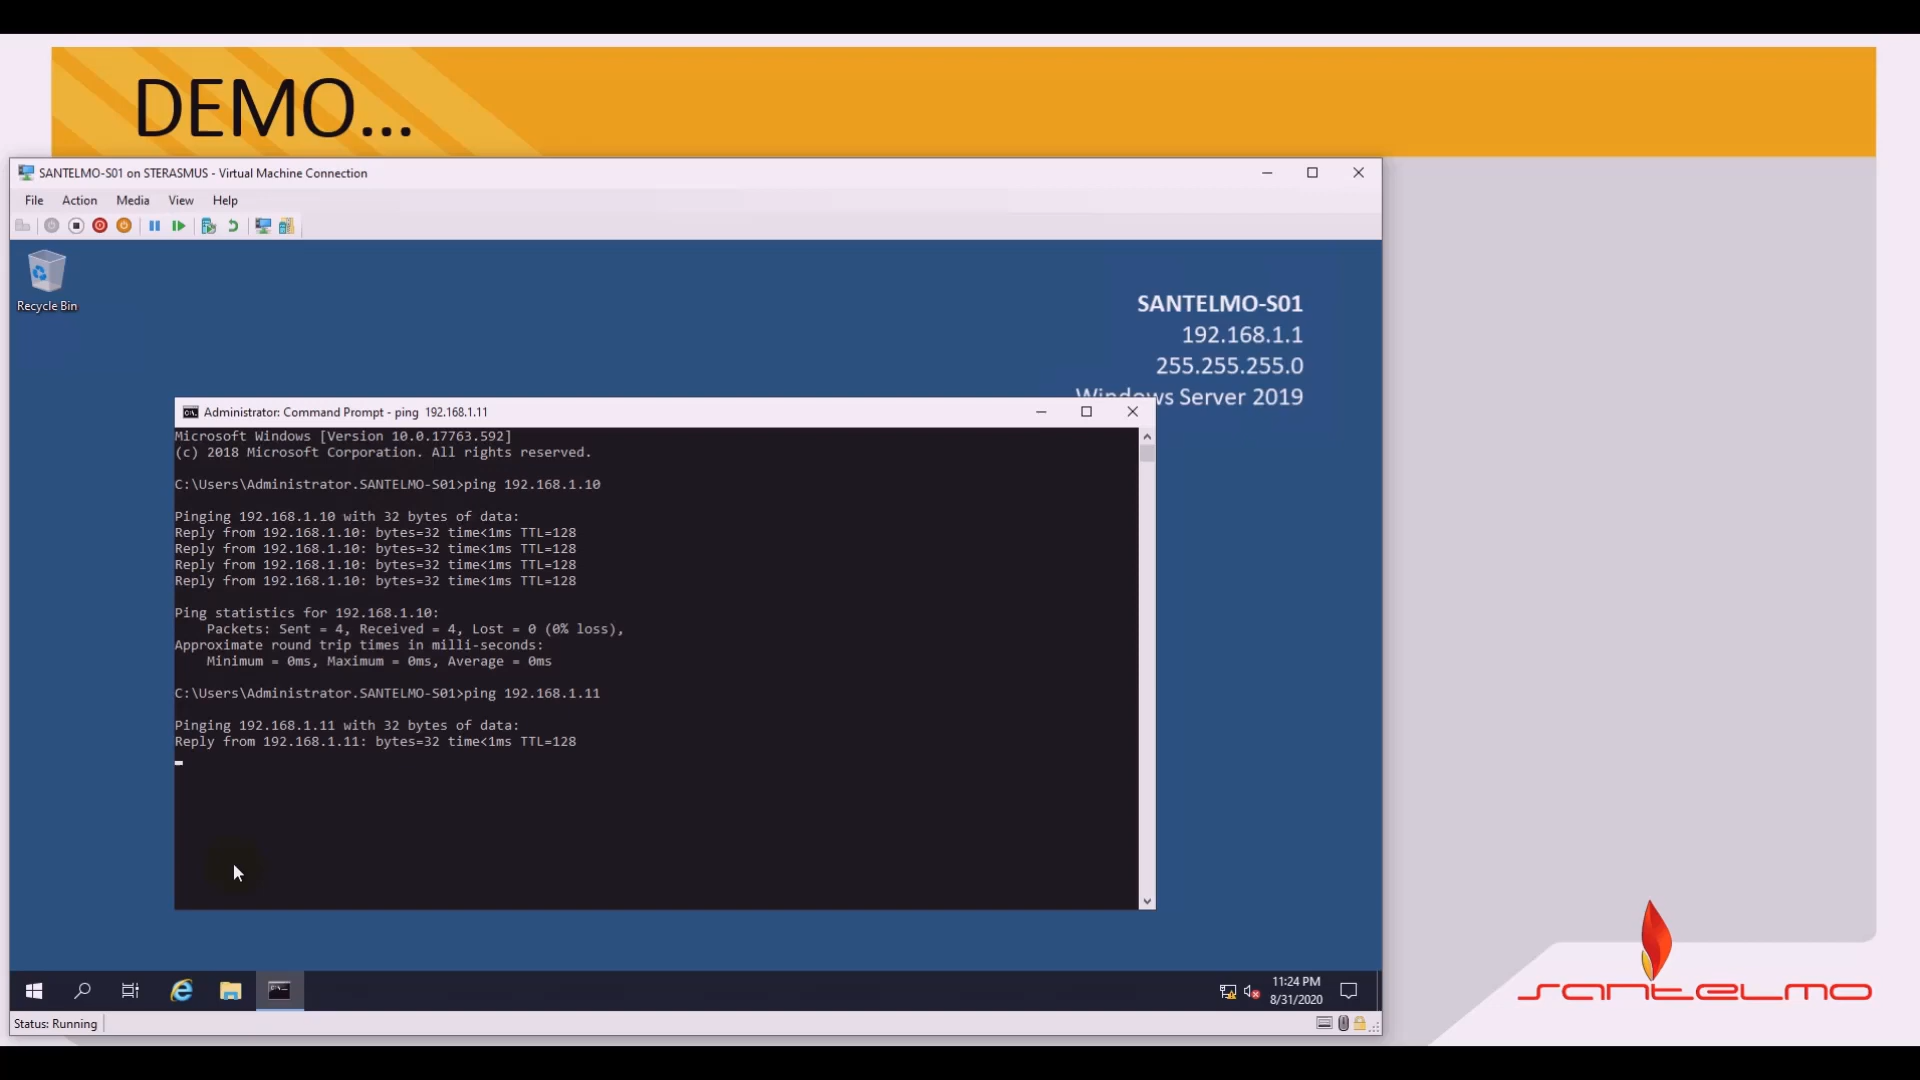 DEMO...
SANTELMO-S01 on STERASMUS - Virtual Machine Connection
File Action Media View Help
Recycle Bin
SANTELMO-S01
192.168.1.1
255.255.255.0
Windows Server 2019
Administrator: Command Prompt - ping 192.168.1.11
Microsoft Windows [Version 10.0.17763.592]
(c) 2018 Microsoft Corporation. All rights reserved.
C:\Users\Administrator.SANTELMO-S01>ping 192.168.1.10
Pinging 192.168.1.10 with 32 bytes of data:
Reply from 192.168.1.10: bytes=32 time<1ms TTL=128
Reply from 192.168.1.10: bytes=32 time<1ms TTL=128
Reply from 192.168.1.10: bytes=32 time<1ms TTL=128
Reply from 192.168.1.10: bytes=32 time<1ms TTL=128
Ping statistics for 192.168.1.10:
Packets: Sent = 4, Received = 4, Lost = 0 (0% loss),
Approximate round trip times in milli-seconds:
Minimum = 0ms, Maximum = 0ms, Average = 0ms
C:\Users\Administrator.SANTELMO-S01>ping 192.168.1.11
Pinging 192.168.1.11 with 32 bytes of data:
Reply from 192.168.1.11: bytes=32 time<1ms TTL=128
11:24 PM
8/31/2020
Status: Running
santelmo